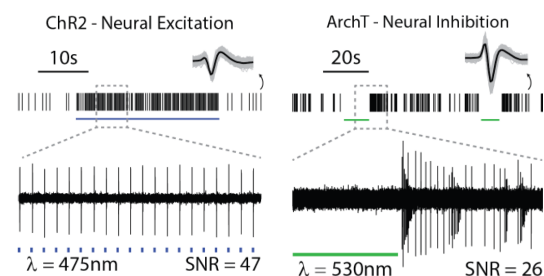 ChR2 - Neural Excitation
10s
λ = 475nm
SNR = 47
ArchT - Neural Inhibition
20s
λ = 530nm
SNR = 26